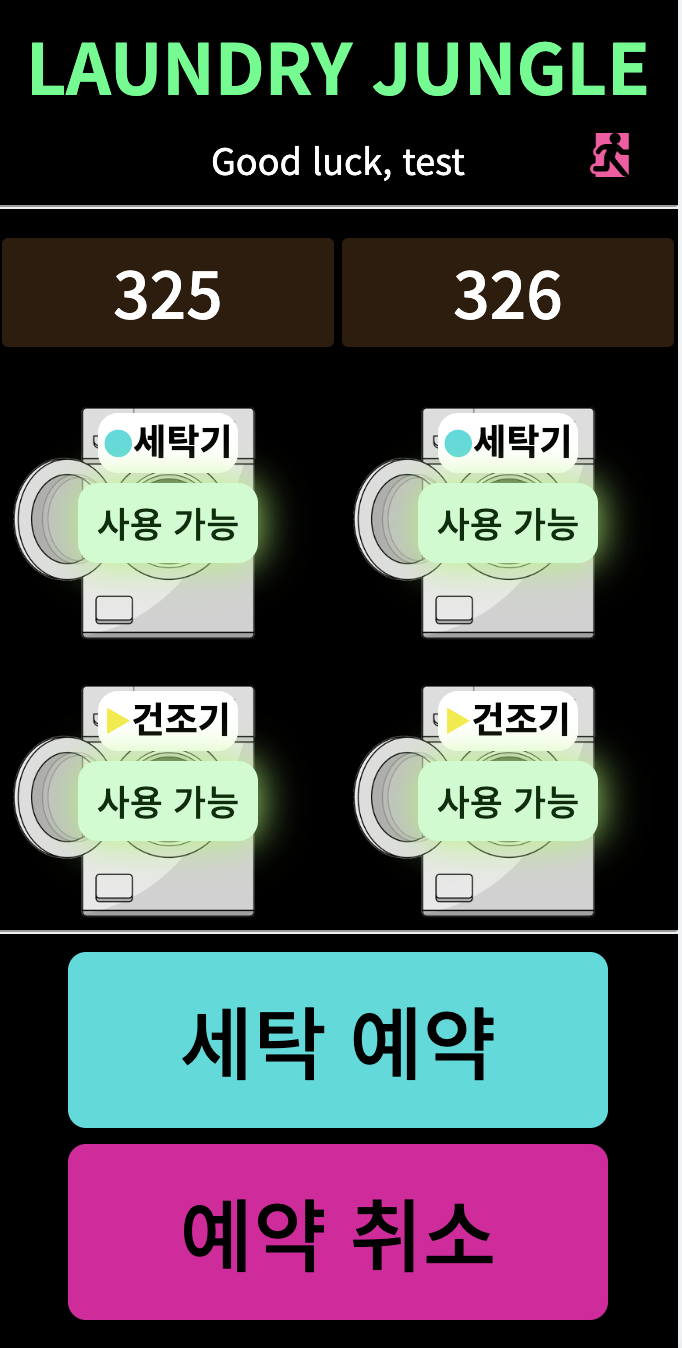 LAUNDRY JUNGLE
Good luck, test
325
326
세탁기
세탁기
사용 가능
사용 가능
건조기
건조기
사용 가능
사용 가능
세탁 예약
예약 취소